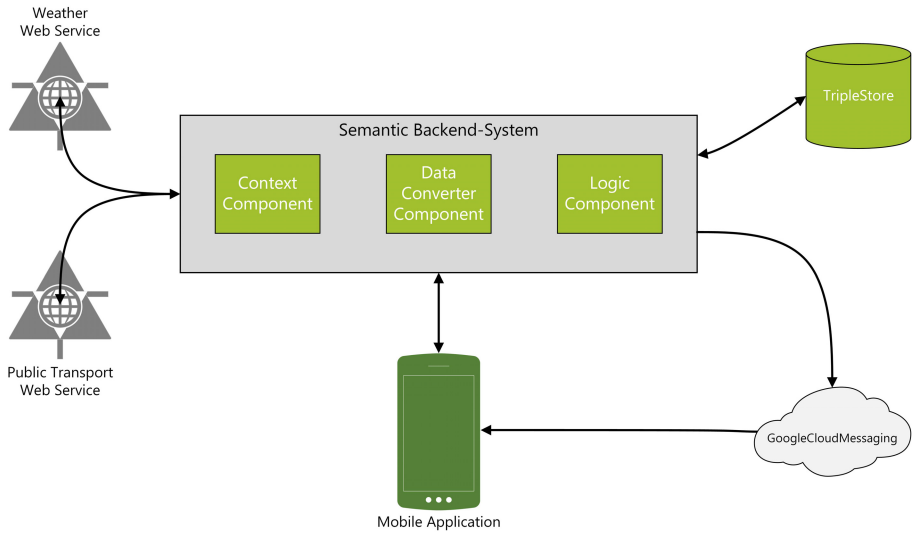 Weather
Web Service
Semantic Backend-System
TripleStore
Context
Component
Data
Converter
Component
Logic
Component
Public Transport
Web Service
GoogleCloudMessaging
Mobile Application